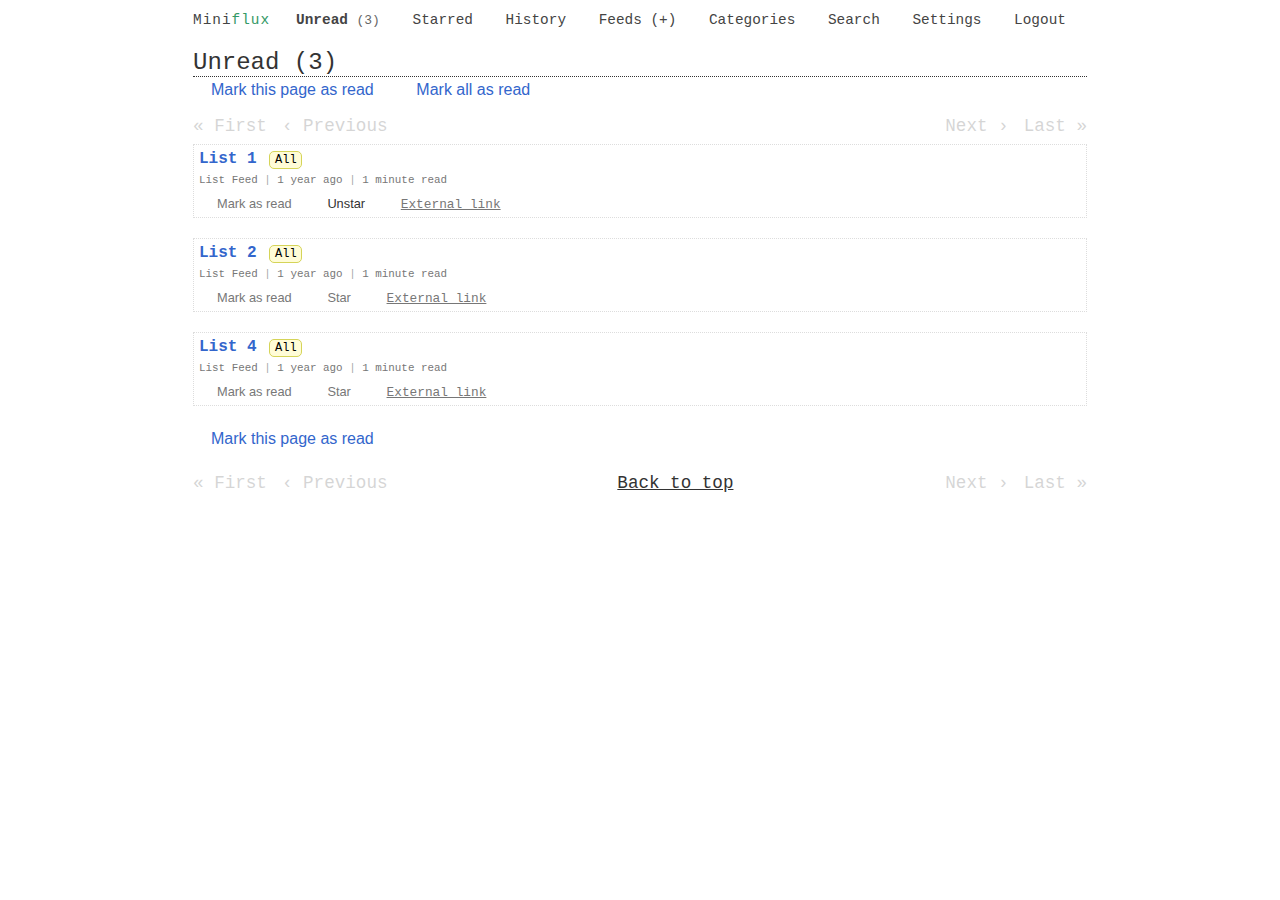 Miniflux Unread (3) Starred History Feeds (+) Categories Search Settings Logout
Unread (3)
Mark this page as read Mark all as read
« First ‹ Previous Next › Last »
List 1 All
List Feed | 1 year ago | 1 minute read
Mark as read Unstar External link
List 2 All
List Feed | 1 year ago | 1 minute read
Mark as read Star External link
List 4 All
List Feed | 1 year ago | 1 minute read
Mark as read Star External link
Mark this page as read
« First ‹ Previous Back to top Next › Last »